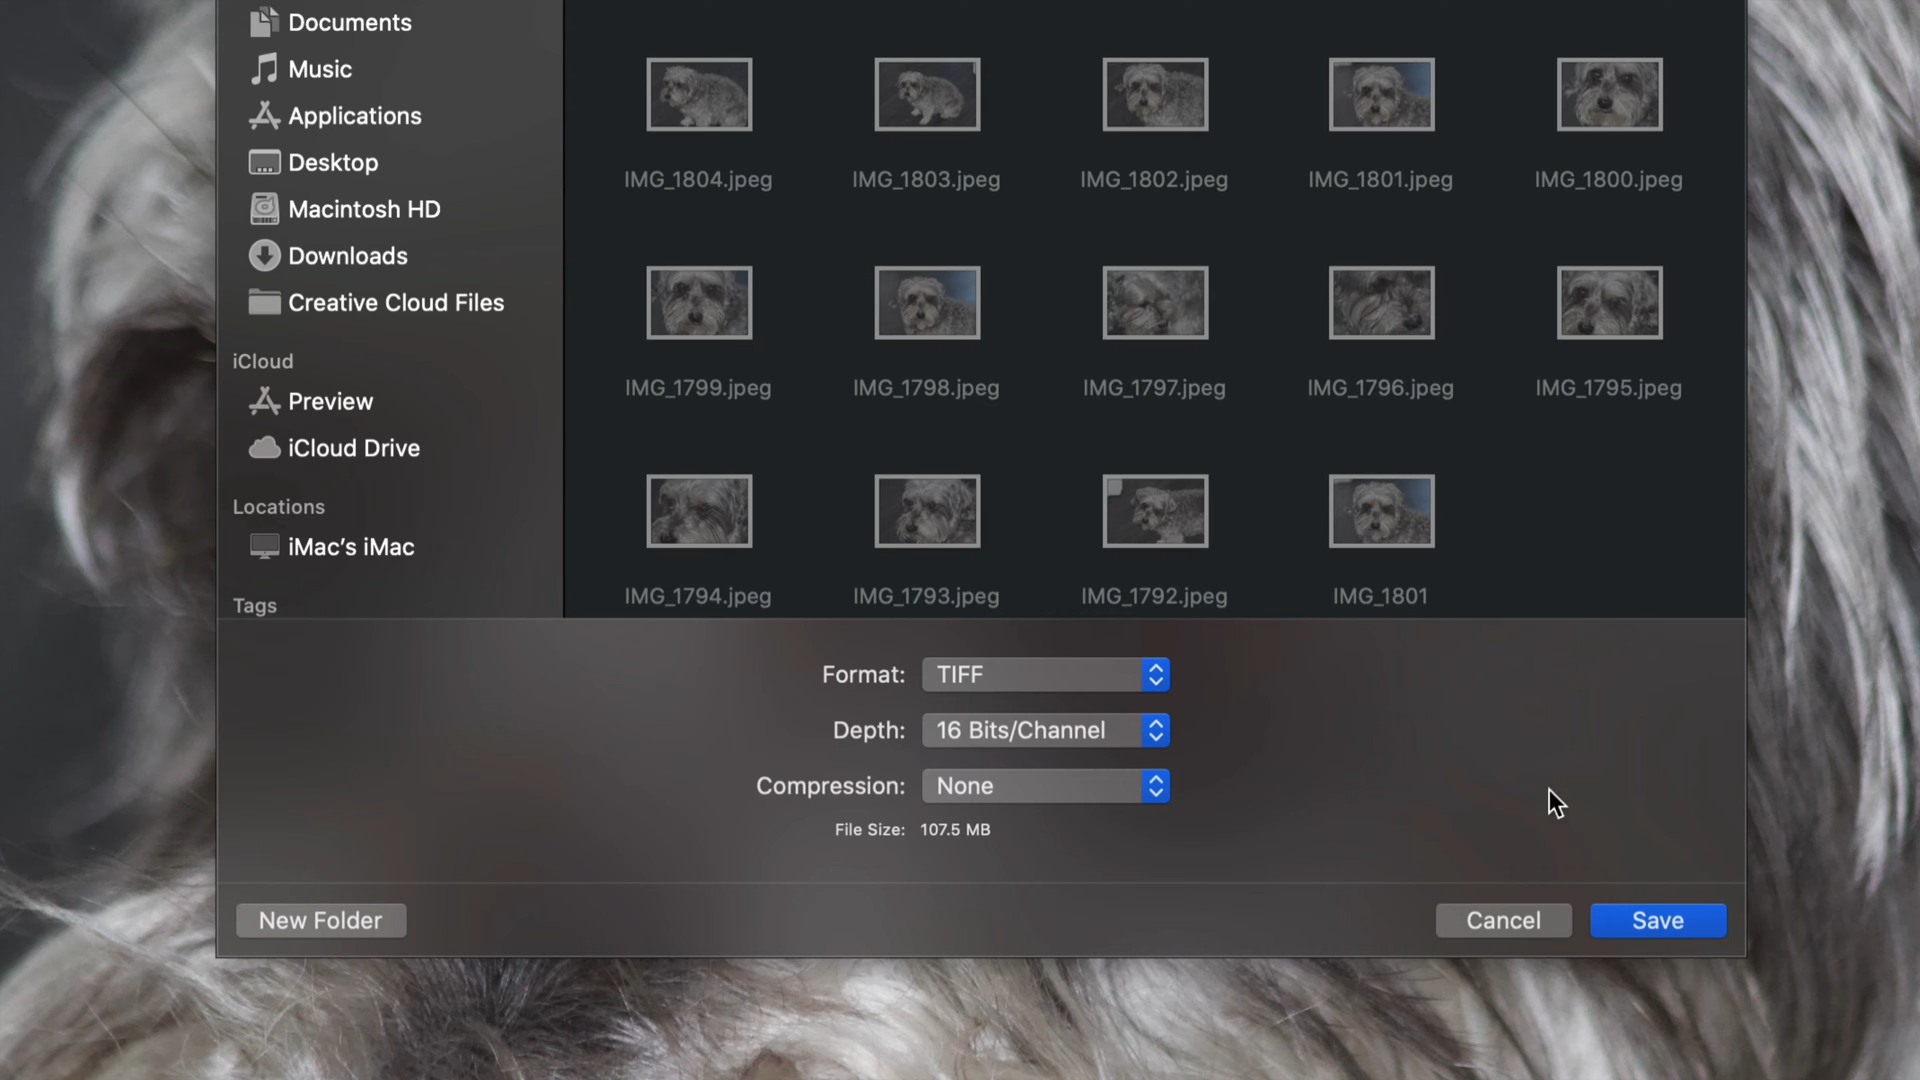 Documents
Music
Applications
Desktop
Macintosh HD
Downloads
Creative Cloud Files
iCloud
Preview
iCloud Drive
Locations
iMac’s iMac
Tags
IMG_1804.jpeg
IMG_1803.jpeg
IMG_1802.jpeg
IMG_1801.jpeg
IMG_1800.jpeg
IMG_1799.jpeg
IMG_1798.jpeg
IMG_1797.jpeg
IMG_1796.jpeg
IMG_1795.jpeg
IMG_1794.jpeg
IMG_1793.jpeg
IMG_1792.jpeg
IMG_1801
Format: TIFF
Depth: 16 Bits/Channel
Compression: None
File Size: 107.5 MB
New Folder
Cancel
Save